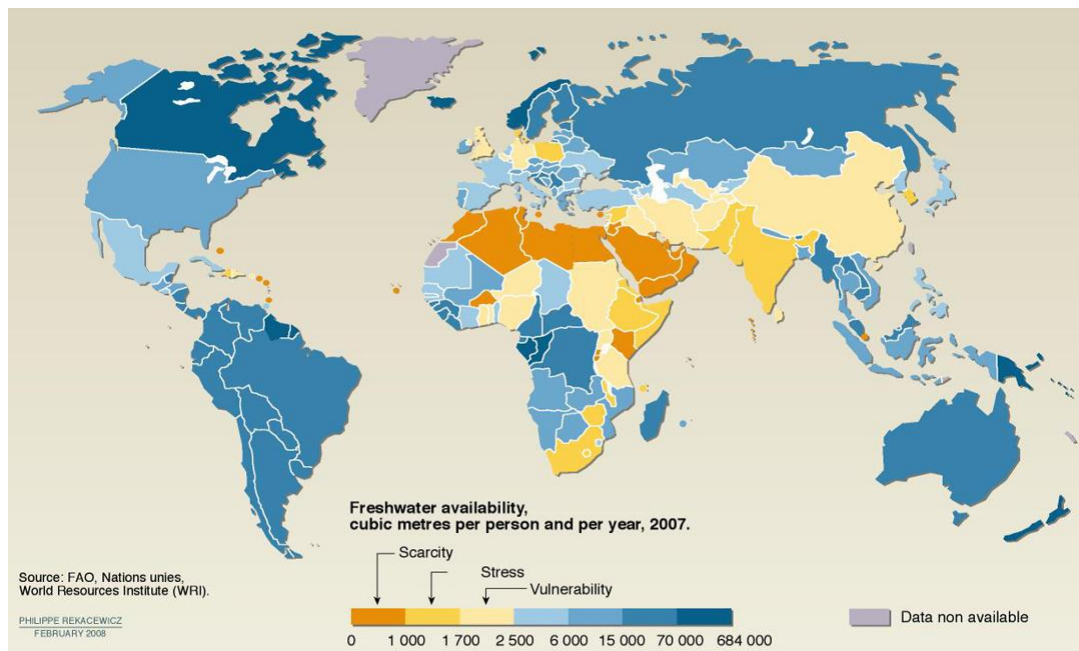 Freshwater availability,
cubic metres per person and per year, 2007.
Scarcity
Stress
Vulnerability
0 1 000 1 700 2 500 6 000 15 000 70 000 684 000
Data non available
Source: FAO, Nations unies,
World Resources Institute (WRI).
PHILIPPE REKACEWICZ
FEBRUARY 2008